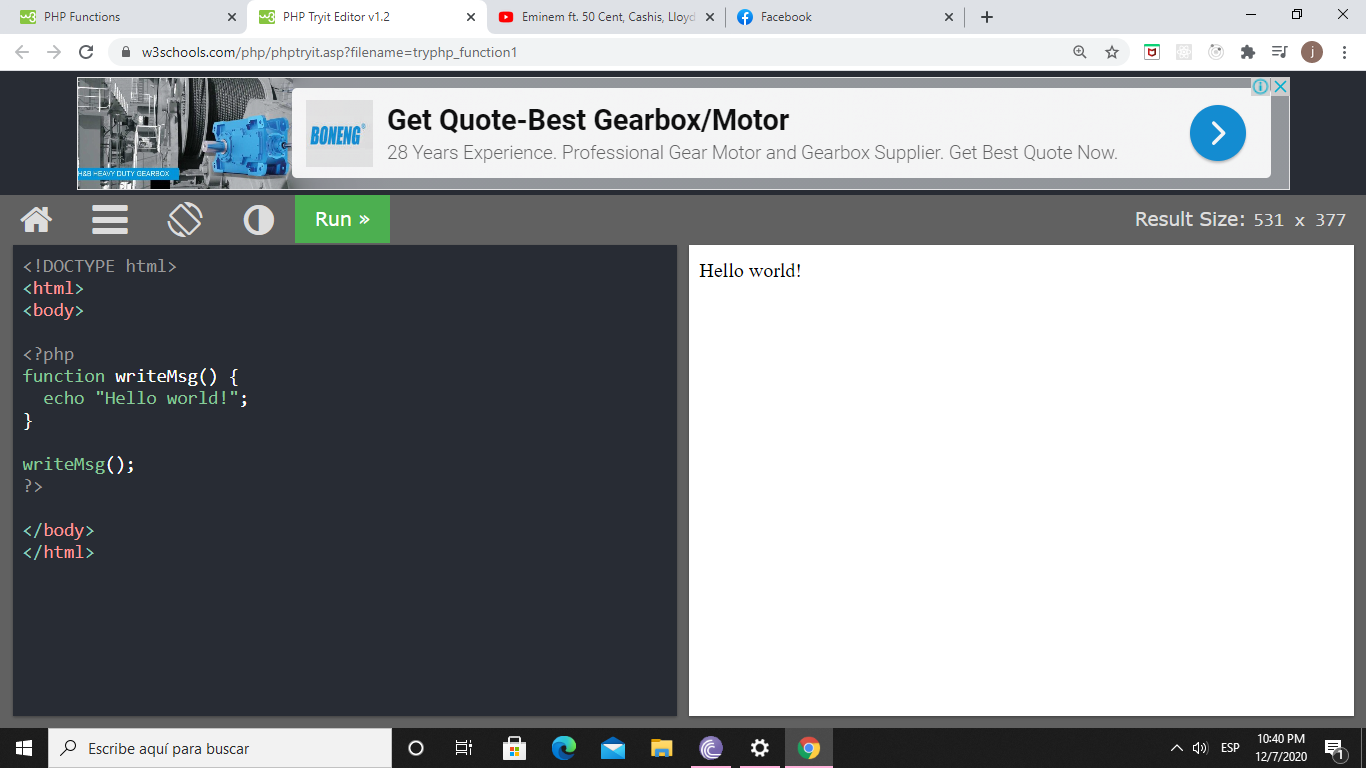 PHP Functions
PHP Tryit Editor v1.2
Eminem ft. 50 Cent, Cashis, Lloyd
Facebook
w3schools.com/php/phptryit.asp?filename=tryphp_function1
j
H&B HEAVY DUTY GEARBOX
BONENG®
Get Quote-Best Gearbox/Motor
28 Years Experience. Professional Gear Motor and Gearbox Supplier. Get Best Quote Now.
Run »
Result Size: 531 x 377
<!DOCTYPE html>
<html>
<body>
<?php
function writeMsg() {
  echo "Hello world!";
}
writeMsg();
?>
</body>
</html>
Hello world!
Escribe aquí para buscar
ESP
10:40 PM
12/7/2020
1